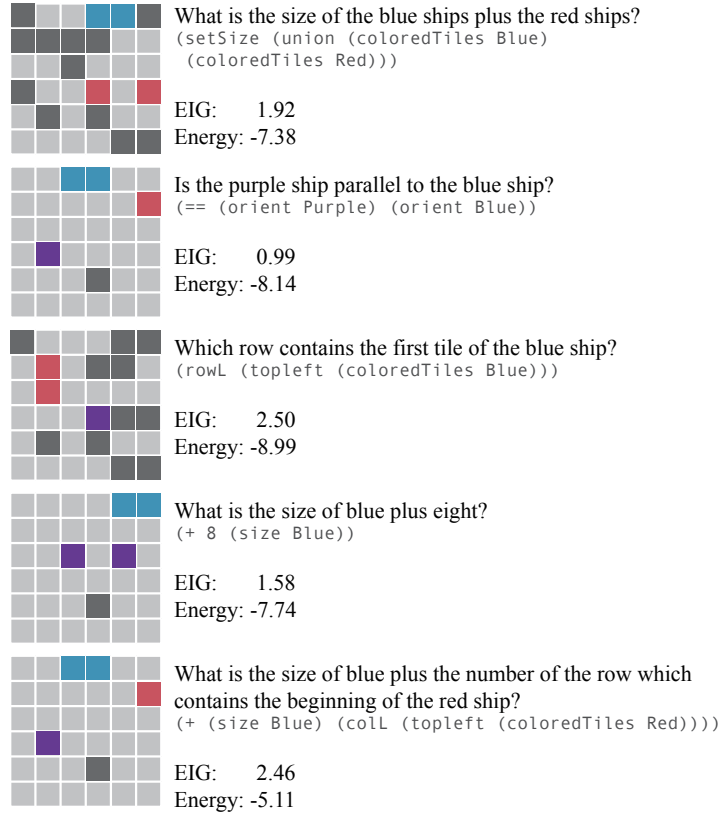 What is the size of the blue ships plus the red ships?
(setSize (union (coloredTiles Blue)
(coloredTiles Red)))
EIG: 1.92
Energy: -7.38
Is the purple ship parallel to the blue ship?
(== (orient Purple) (orient Blue))
EIG: 0.99
Energy: -8.14
Which row contains the first tile of the blue ship?
(rowL (topleft (coloredTiles Blue)))
EIG: 2.50
Energy: -8.99
What is the size of blue plus eight?
(+ 8 (size Blue))
EIG: 1.58
Energy: -7.74
What is the size of blue plus the number of the row which
contains the beginning of the red ship?
(+ (size Blue) (colL (topleft (coloredTiles Red))))
EIG: 2.46
Energy: -5.11